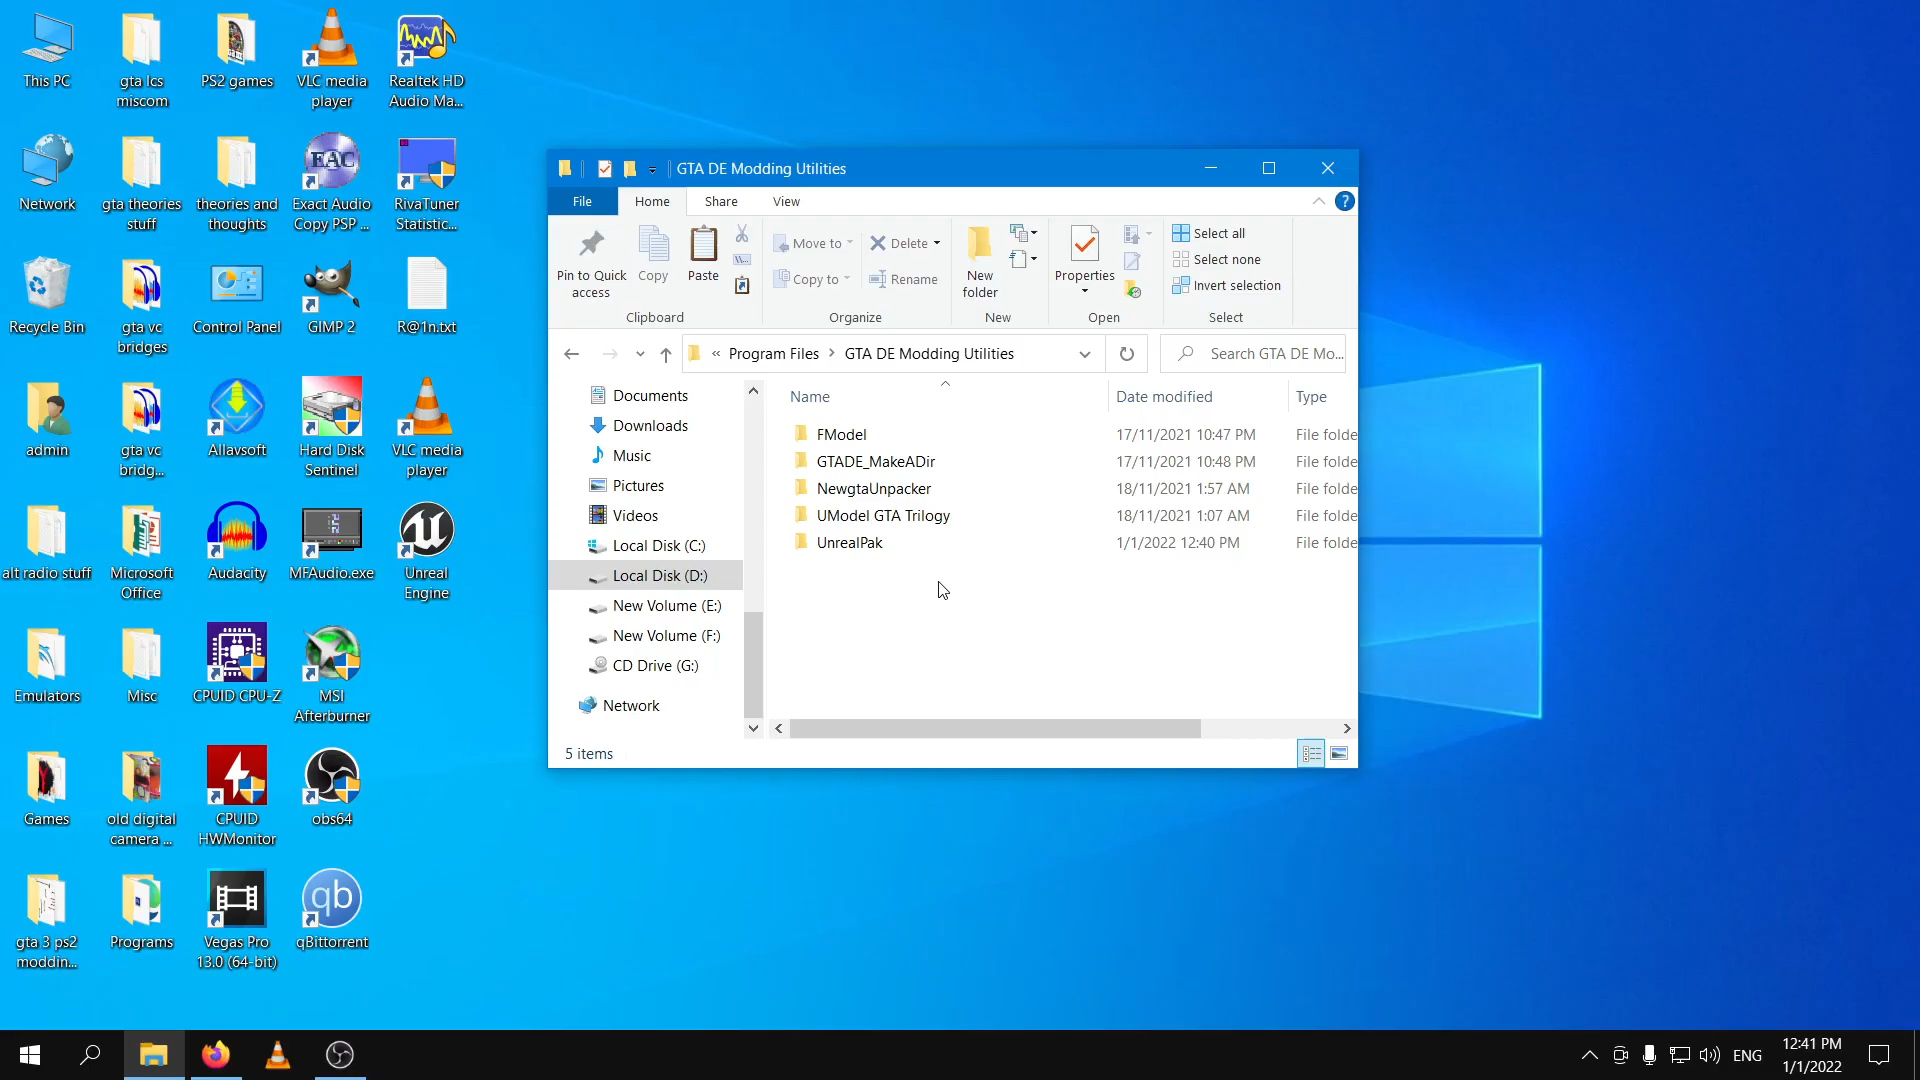 This PC
gta lcs
miscom
PS2 games
VLC media
player
Realtek HD
Audio Ma...
Network
gta theories
stuff
theories and
thoughts
EAC
Exact Audio
Copy PSP ...
RivaTuner
Statistic...
Recycle Bin
gta vc
bridges
Control Panel
GIMP 2
R@1n.txt
admin
gta vc
bridg...
Allavsoft
Hard Disk
Sentinel
VLC media
player
alt radio stuff
Microsoft
Office
Audacity
MFAudio.exe
Unreal
Engine
Emulators
Misc
CPUID CPU-Z
MSI
Afterburner
Games
old digital
camera ...
CPUID
HWMonitor
obs64
gta 3 ps2
moddin...
Programs
Vegas Pro
13.0 (64-bit)
qb
qBittorrent
GTA DE Modding Utilities
File
Home
Share
View
?
Pin to Quick
access
Copy
Paste
Clipboard
Move to
Copy to
Delete
Rename
Organize
New
folder
New
Properties
Open
Select all
Select none
Invert selection
Select
« Program Files > GTA DE Modding Utilities
Search GTA DE Mo...
Documents
Downloads
Music
Pictures
Videos
Local Disk (C:)
Local Disk (D:)
New Volume (E:)
New Volume (F:)
CD Drive (G:)
Network
Name Date modified Type
FModel 17/11/2021 10:47 PM File folde
GTADE_MakeADir 17/11/2021 10:48 PM File folde
NewgtaUnpacker 18/11/2021 1:57 AM File folde
UModel GTA Trilogy 18/11/2021 1:07 AM File folde
UnrealPak 1/1/2022 12:40 PM File folde
5 items
ENG
12:41 PM
1/1/2022